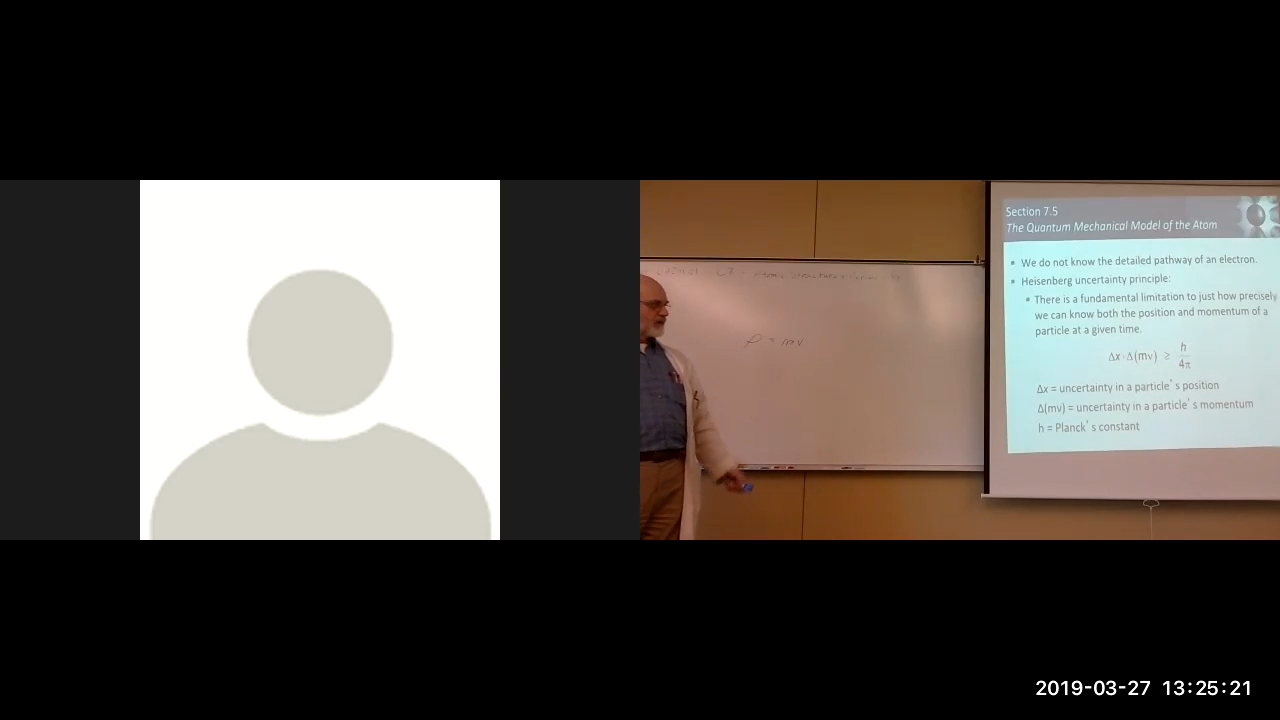 p = mv
Section 7.5
The Quantum Mechanical Model of the Atom
• We do not know the detailed pathway of an electron.
• Heisenberg uncertainty principle:
• There is a fundamental limitation to just how precisely
we can know both the position and momentum of a
particle at a given time.
Δx · Δ(mv) ≥ h/4π
Δx = uncertainty in a particle's position
Δ(mv) = uncertainty in a particle's momentum
h = Planck's constant
2019-03-27 13:25:21